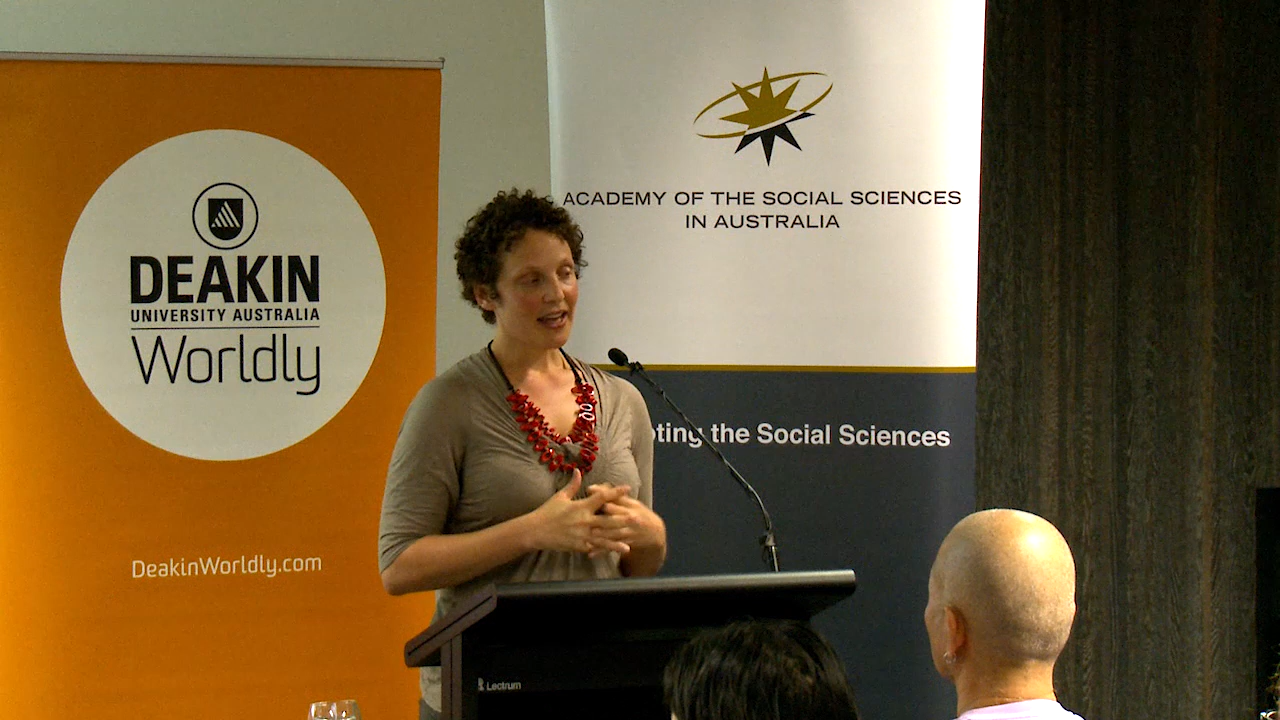 DEAKIN
UNIVERSITY AUSTRALIA
Worldly
DeakinWorldly.com
ACADEMY OF THE SOCIAL SCIENCES
IN AUSTRALIA
the Social Sciences
Lectrum